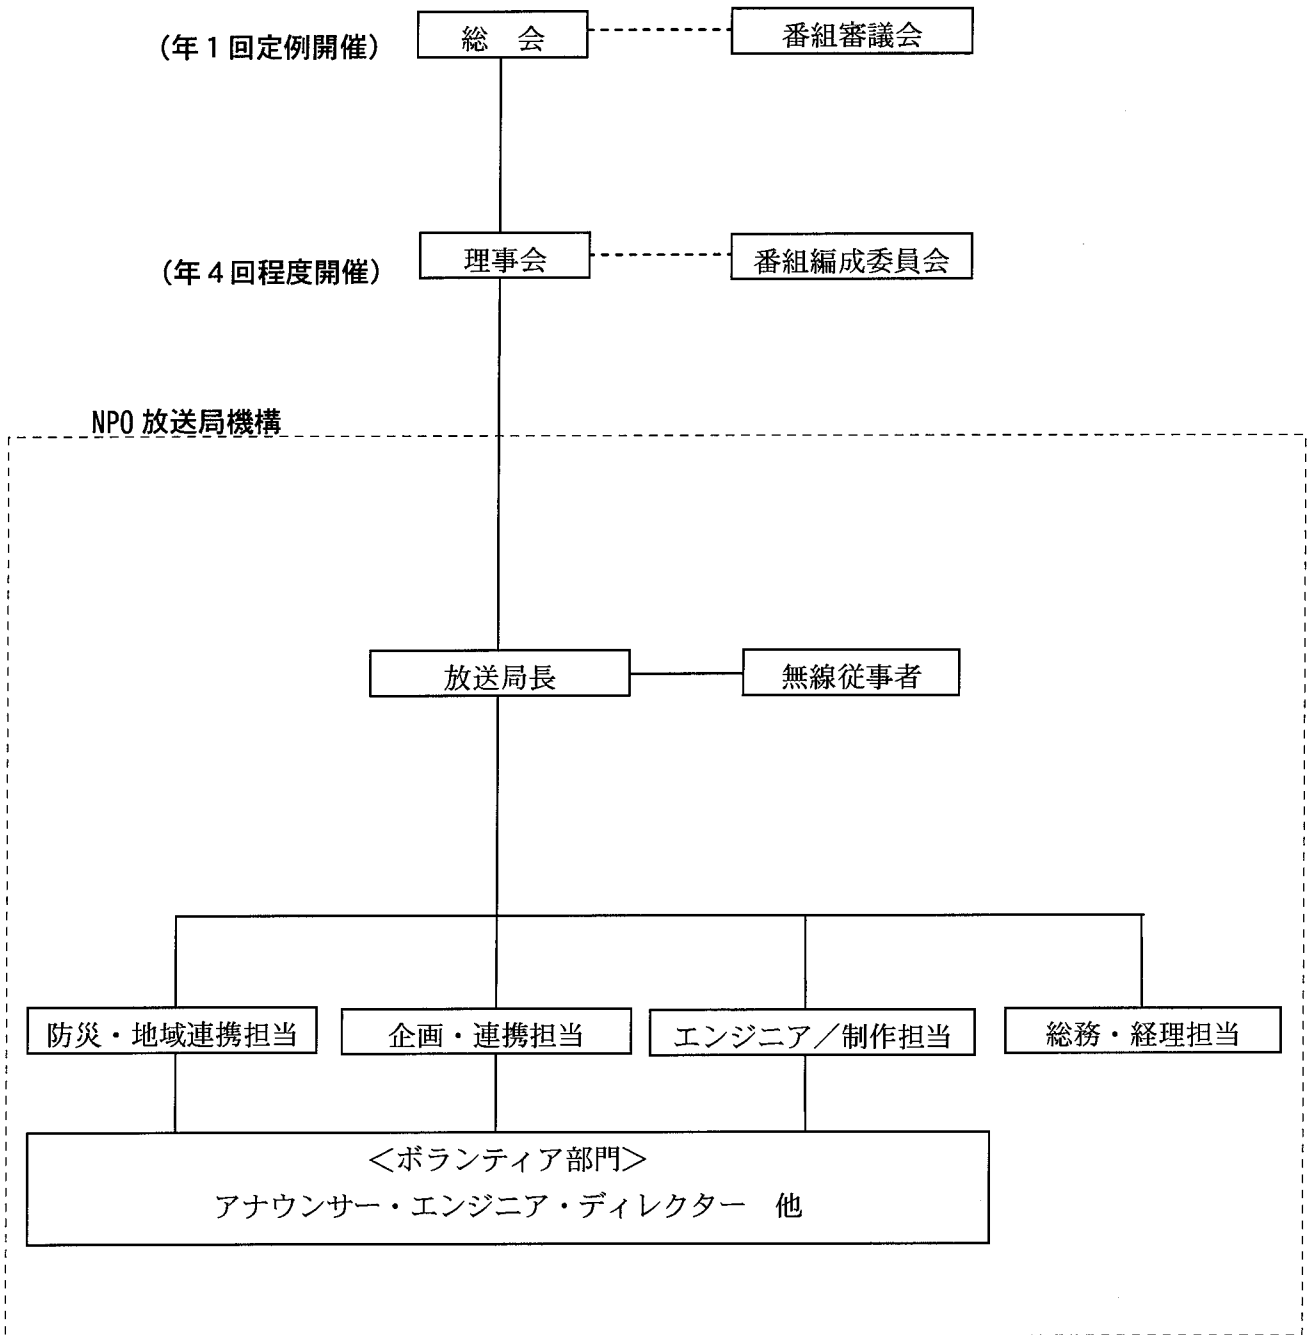 (年1回定例開催)
総　会
番組審議会
(年4回程度開催)
理事会
番組編成委員会
NPO 放送局機構
放送局長
無線従事者
防災・地域連携担当
企画・連携担当
エンジニア／制作担当
総務・経理担当
＜ボランティア部門＞
アナウンサー・エンジニア・ディレクター　他